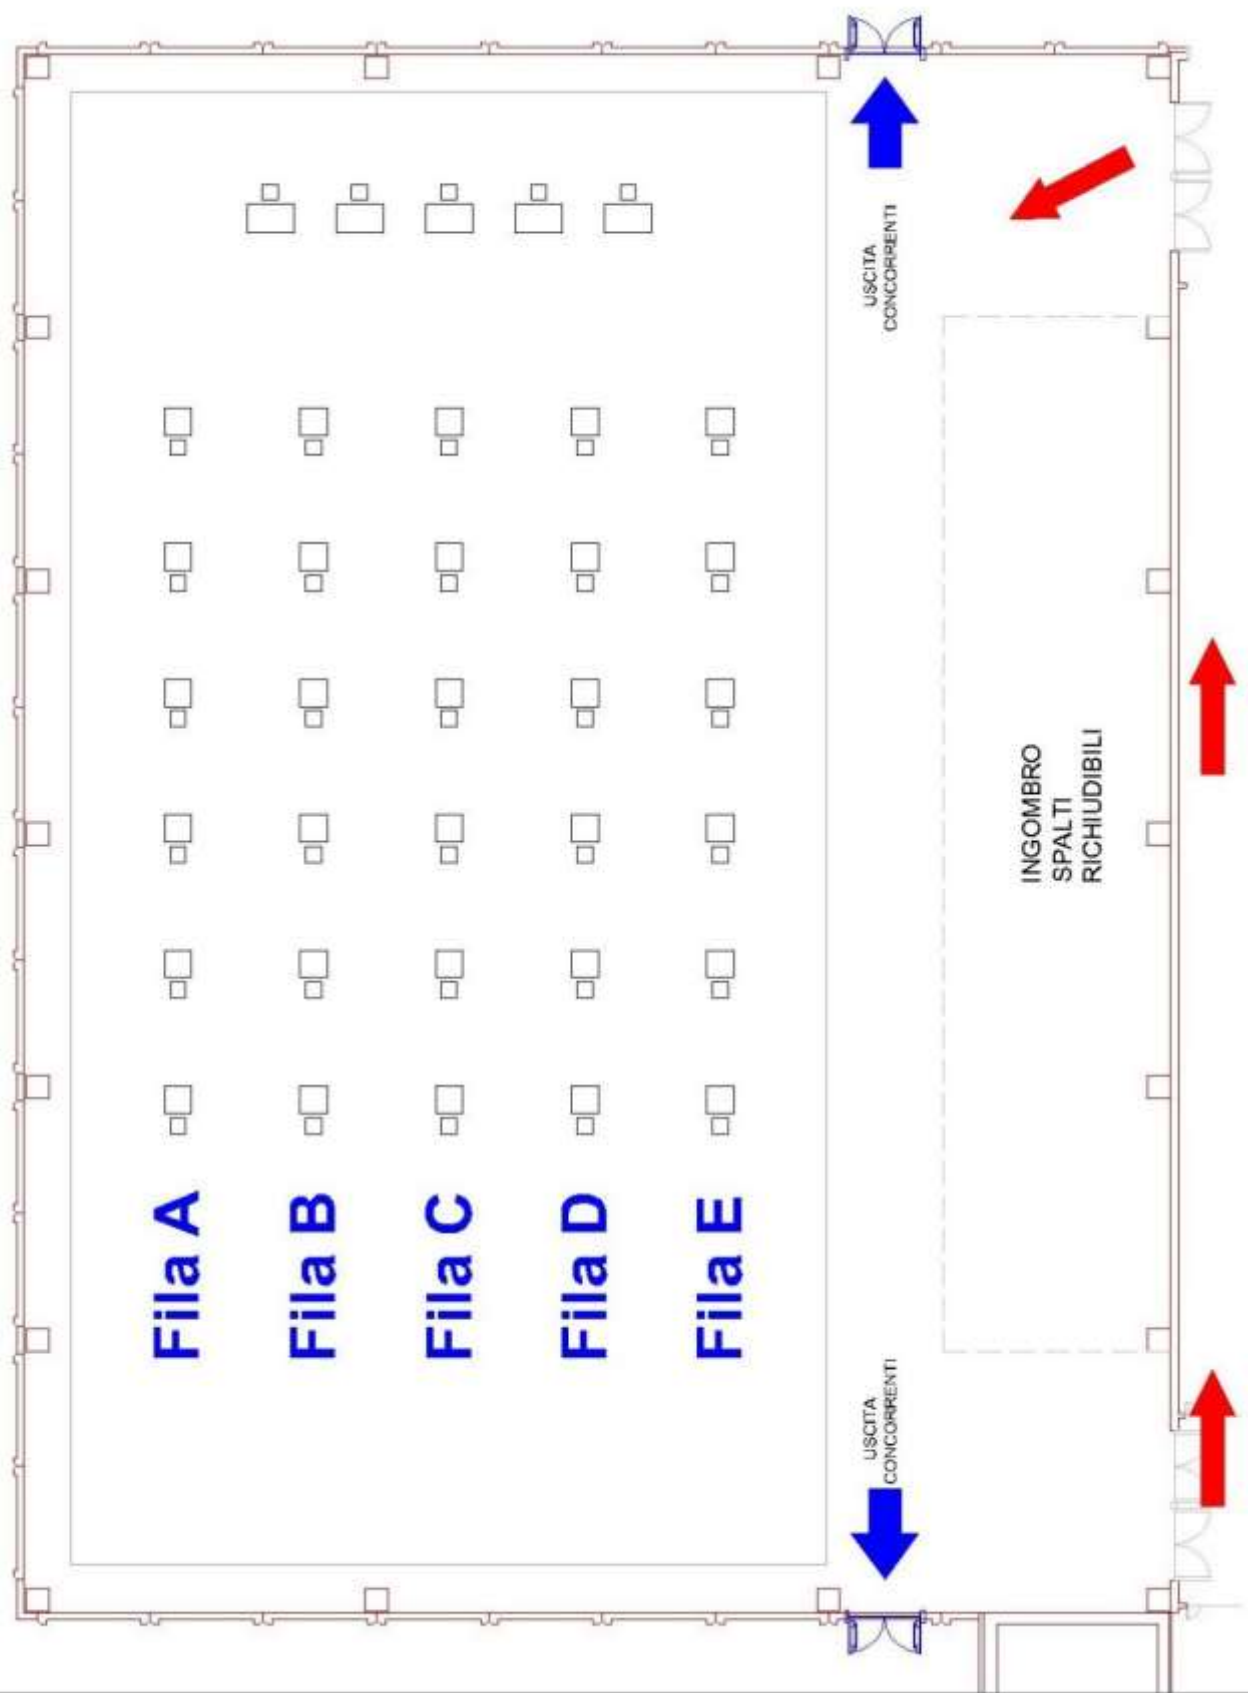 USCITA
CONCORRENTI
INGOMBRO
SPALTI
RICHIUDIBILI
Fila A
Fila B
Fila C
Fila D
Fila E
USCITA
CONCORRENTI